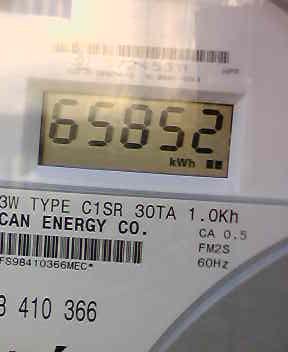 65852
kWh
3W TYPE C1SR 30TA 1.0Kh
CAN ENERGY CO.
CA 0.5
FM2S
FS98410366MEC*
60Hz
8 410 366